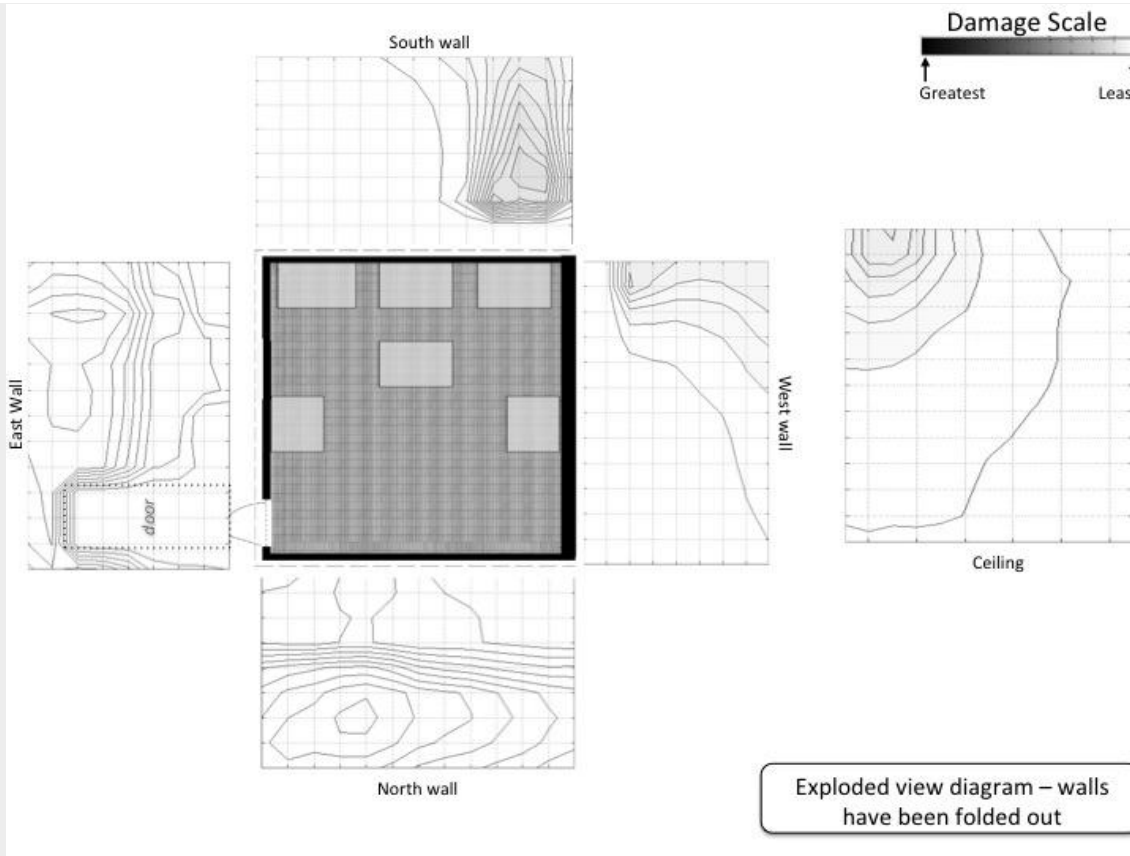 Damage Scale
Greatest
Leas
South wall
East Wall
door
West wall
Ceiling
North wall
Exploded view diagram – walls
have been folded out